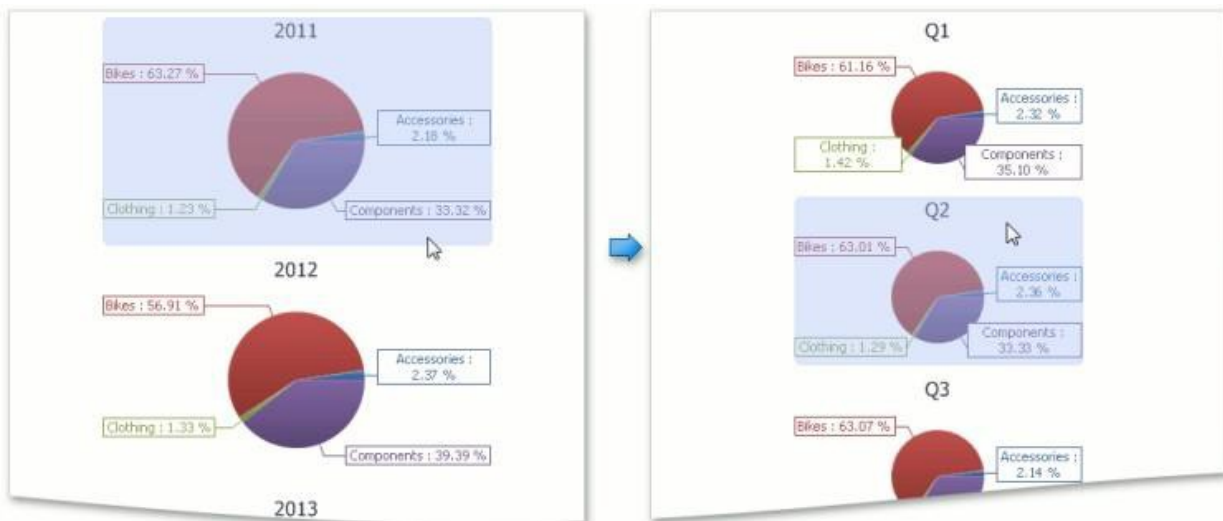 2011
Bikes : 63.27 %
Accessories :
2.18 %
Clothing : 1.23 %
Components : 33.32 %
2012
Bikes : 56.91 %
Accessories :
2.37 %
Clothing : 1.33 %
Components : 39.39 %
2013
Q1
Bikes : 61.16 %
Accessories :
2.32 %
Clothing :
1.42 %
Components :
35.10 %
Q2
Bikes : 63.01 %
Accessories :
2.36 %
Components :
33.33 %
Clothing : 1.29 %
Q3
Bikes : 63.07 %
Accessories :
2.14 %